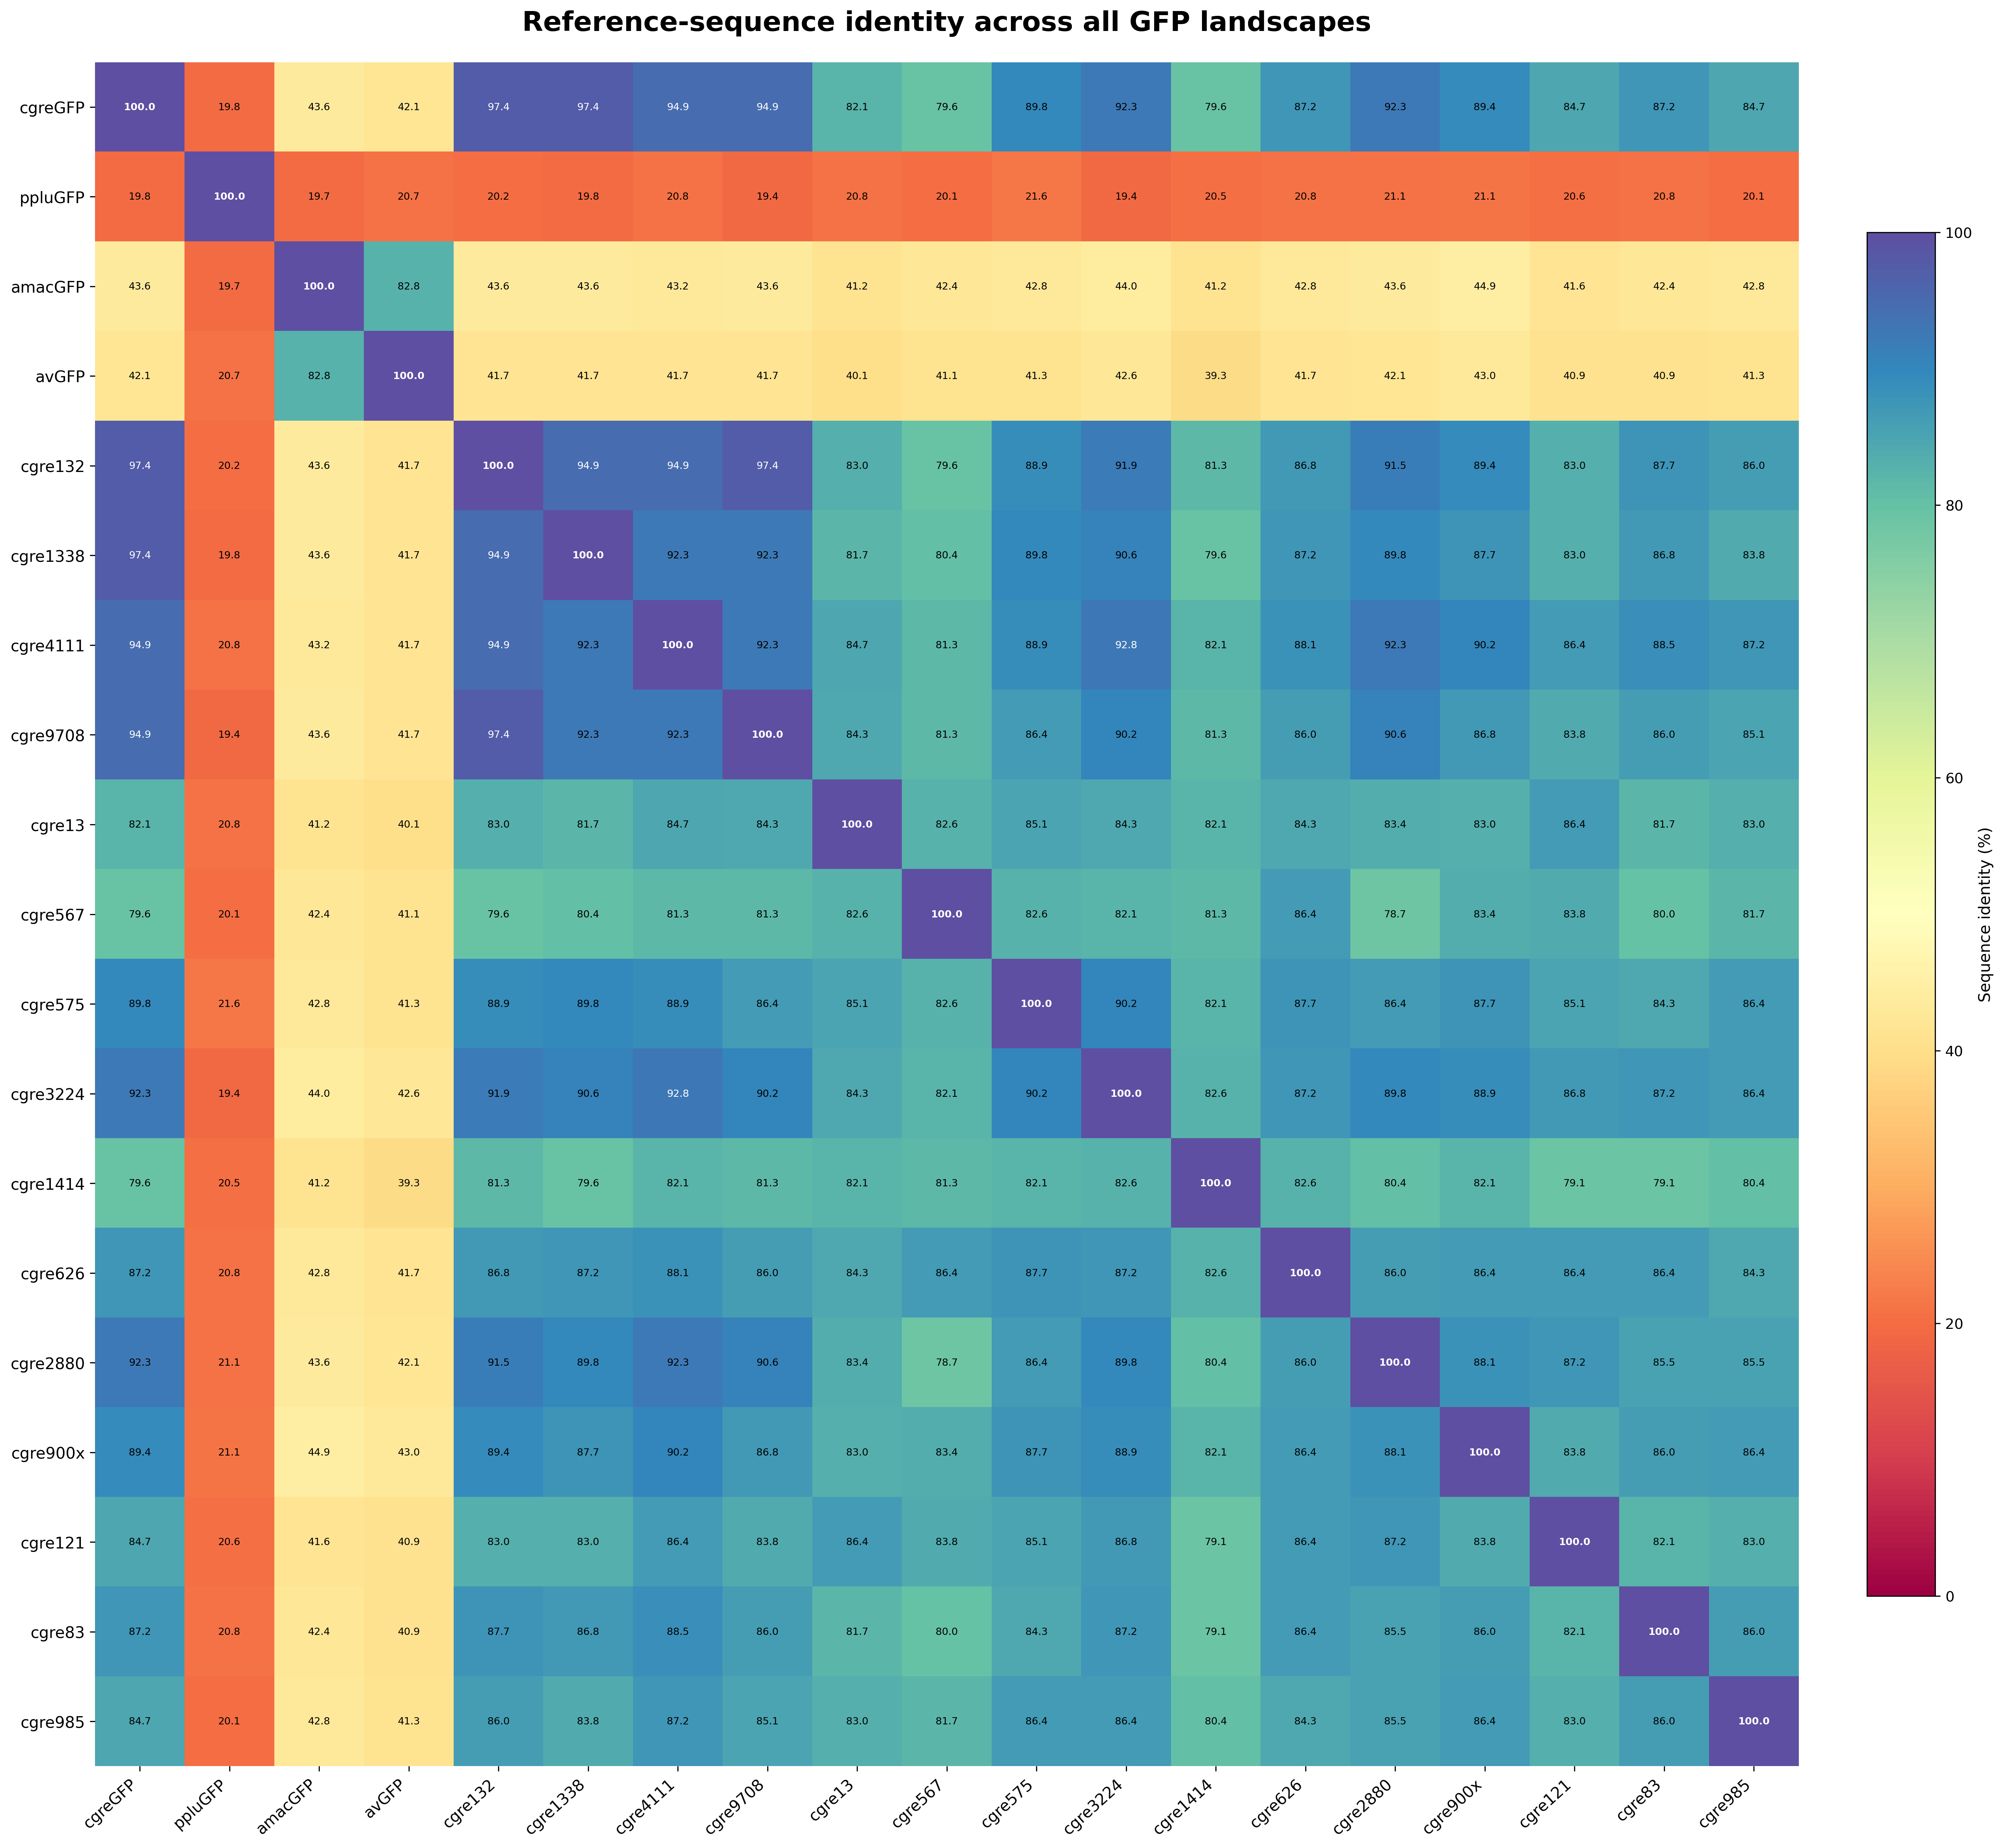 Reference-sequence identity across all GFP landscapes
cgreGFP 100.0 19.8 43.6 42.1 97.4 97.4 94.9 94.9 82.1 79.6 89.8 92.3 79.6 87.2 92.3 89.4 84.7 87.2 84.7
ppluGFP 19.8 100.0 19.7 20.7 20.2 19.8 20.8 19.4 20.8 20.1 21.6 19.4 20.5 20.8 21.1 21.1 20.6 20.8 20.1
amacGFP 43.6 19.7 100.0 82.8 43.6 43.6 43.2 43.6 41.2 42.4 42.8 44.0 41.2 42.8 43.6 44.9 41.6 42.4 42.8
avGFP 42.1 20.7 82.8 100.0 41.7 41.7 41.7 41.7 40.1 41.1 41.3 42.6 39.3 41.7 42.1 43.0 40.9 40.9 41.3
cgre132 97.4 20.2 43.6 41.7 100.0 94.9 94.9 97.4 83.0 79.6 88.9 91.9 81.3 86.8 91.5 89.4 83.0 87.7 86.0
cgre1338 97.4 19.8 43.6 41.7 94.9 100.0 92.3 92.3 81.7 80.4 89.8 90.6 79.6 87.2 89.8 87.7 83.0 86.8 83.8
cgre4111 94.9 20.8 43.2 41.7 94.9 92.3 100.0 92.3 84.7 81.3 88.9 92.8 82.1 88.1 92.3 90.2 86.4 88.5 87.2
cgre9708 94.9 19.4 43.6 41.7 97.4 92.3 92.3 100.0 84.3 81.3 86.4 90.2 81.3 86.0 90.6 86.8 83.8 86.0 85.1
cgre13 82.1 20.8 41.2 40.1 83.0 81.7 84.7 84.3 100.0 82.6 85.1 84.3 82.1 84.3 83.4 83.0 86.4 81.7 83.0
cgre567 79.6 20.1 42.4 41.1 79.6 80.4 81.3 81.3 82.6 100.0 82.6 82.1 81.3 86.4 78.7 83.4 83.8 80.0 81.7
cgre575 89.8 21.6 42.8 41.3 88.9 89.8 88.9 86.4 85.1 82.6 100.0 90.2 82.1 87.7 86.4 87.7 85.1 84.3 86.4
cgre3224 92.3 19.4 44.0 42.6 91.9 90.6 92.8 90.2 84.3 82.1 90.2 100.0 82.6 87.2 89.8 88.9 86.8 87.2 86.4
cgre1414 79.6 20.5 41.2 39.3 81.3 79.6 82.1 81.3 82.1 81.3 82.1 82.6 100.0 82.6 80.4 82.1 79.1 79.1 80.4
cgre626 87.2 20.8 42.8 41.7 86.8 87.2 88.1 86.0 84.3 86.4 87.7 87.2 82.6 100.0 86.0 86.4 86.4 86.4 84.3
cgre2880 92.3 21.1 43.6 42.1 91.5 89.8 92.3 90.6 83.4 78.7 86.4 89.8 80.4 86.0 100.0 88.1 87.2 85.5 85.5
cgre900x 89.4 21.1 44.9 43.0 89.4 87.7 90.2 86.8 83.0 83.4 87.7 88.9 82.1 86.4 88.1 100.0 83.8 86.0 86.4
cgre121 84.7 20.6 41.6 40.9 83.0 83.0 86.4 83.8 86.4 83.8 85.1 86.8 79.1 86.4 87.2 83.8 100.0 82.1 83.0
cgre83 87.2 20.8 42.4 40.9 87.7 86.8 88.5 86.0 81.7 80.0 84.3 87.2 79.1 86.4 85.5 86.0 82.1 100.0 86.0
cgre985 84.7 20.1 42.8 41.3 86.0 83.8 87.2 85.1 83.0 81.7 86.4 86.4 80.4 84.3 85.5 86.4 83.0 86.0 100.0
cgreGFP ppluGFP amacGFP avGFP cgre132 cgre1338 cgre4111 cgre9708 cgre13 cgre567 cgre575 cgre3224 cgre1414 cgre626 cgre2880 cgre900x cgre121 cgre83 cgre985
100
80
60
40
20
0
Sequence identity (%)